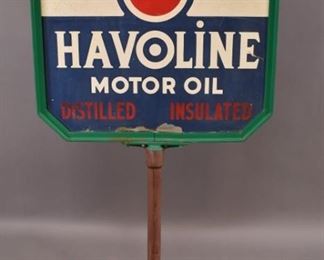 HAVOLINE
MOTOR OIL
DISTILLED INSULATED